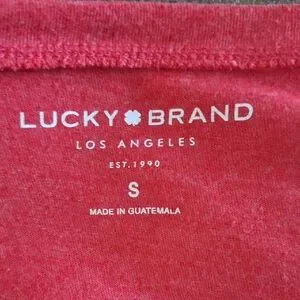 LUCKY BRAND
LOS ANGELES
EST. 1990
S
MADE IN GUATEMALA